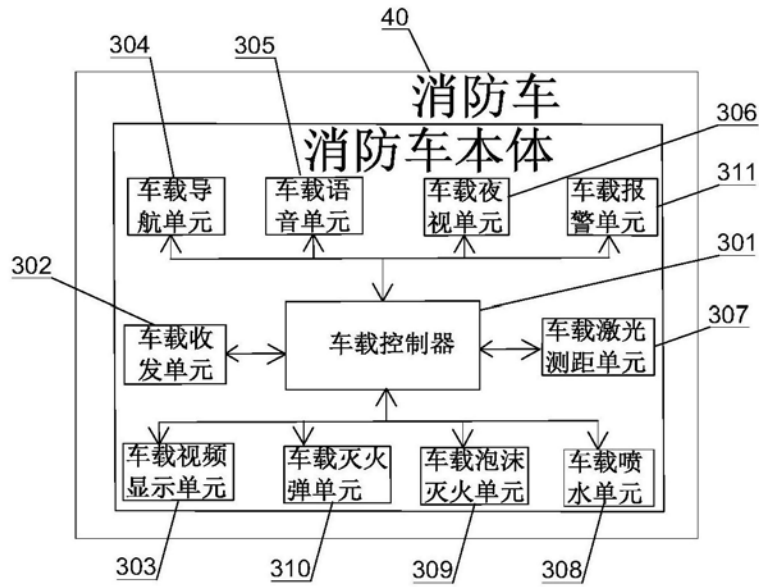 40
消防车
304
305
消防车本体
306
车载导
航单元
车载语
音单元
车载夜
视单元
车载报
警单元
311
302
301
车载收
发单元
车载控制器
车载激光
测距单元
307
车载视频
显示单元
车载灭火
弹单元
车载泡沫
灭火单元
车载喷
水单元
303
310
309
308